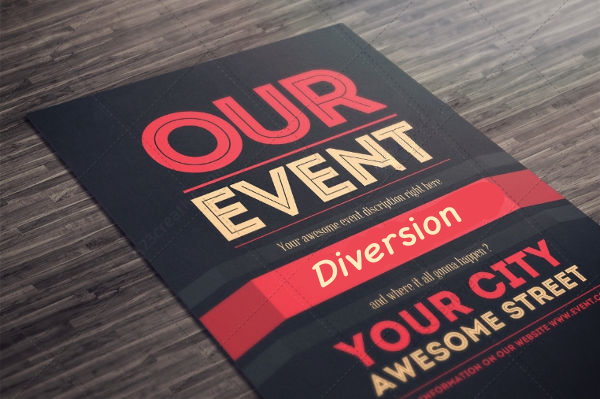 OUR
EVENT
Your awesome event discription right here
Diversion
and where it all gonna happen?
YOUR CITY
AWESOME STREET
INFORMATION ON OUR WEBSITE WWW.EVENT.CO